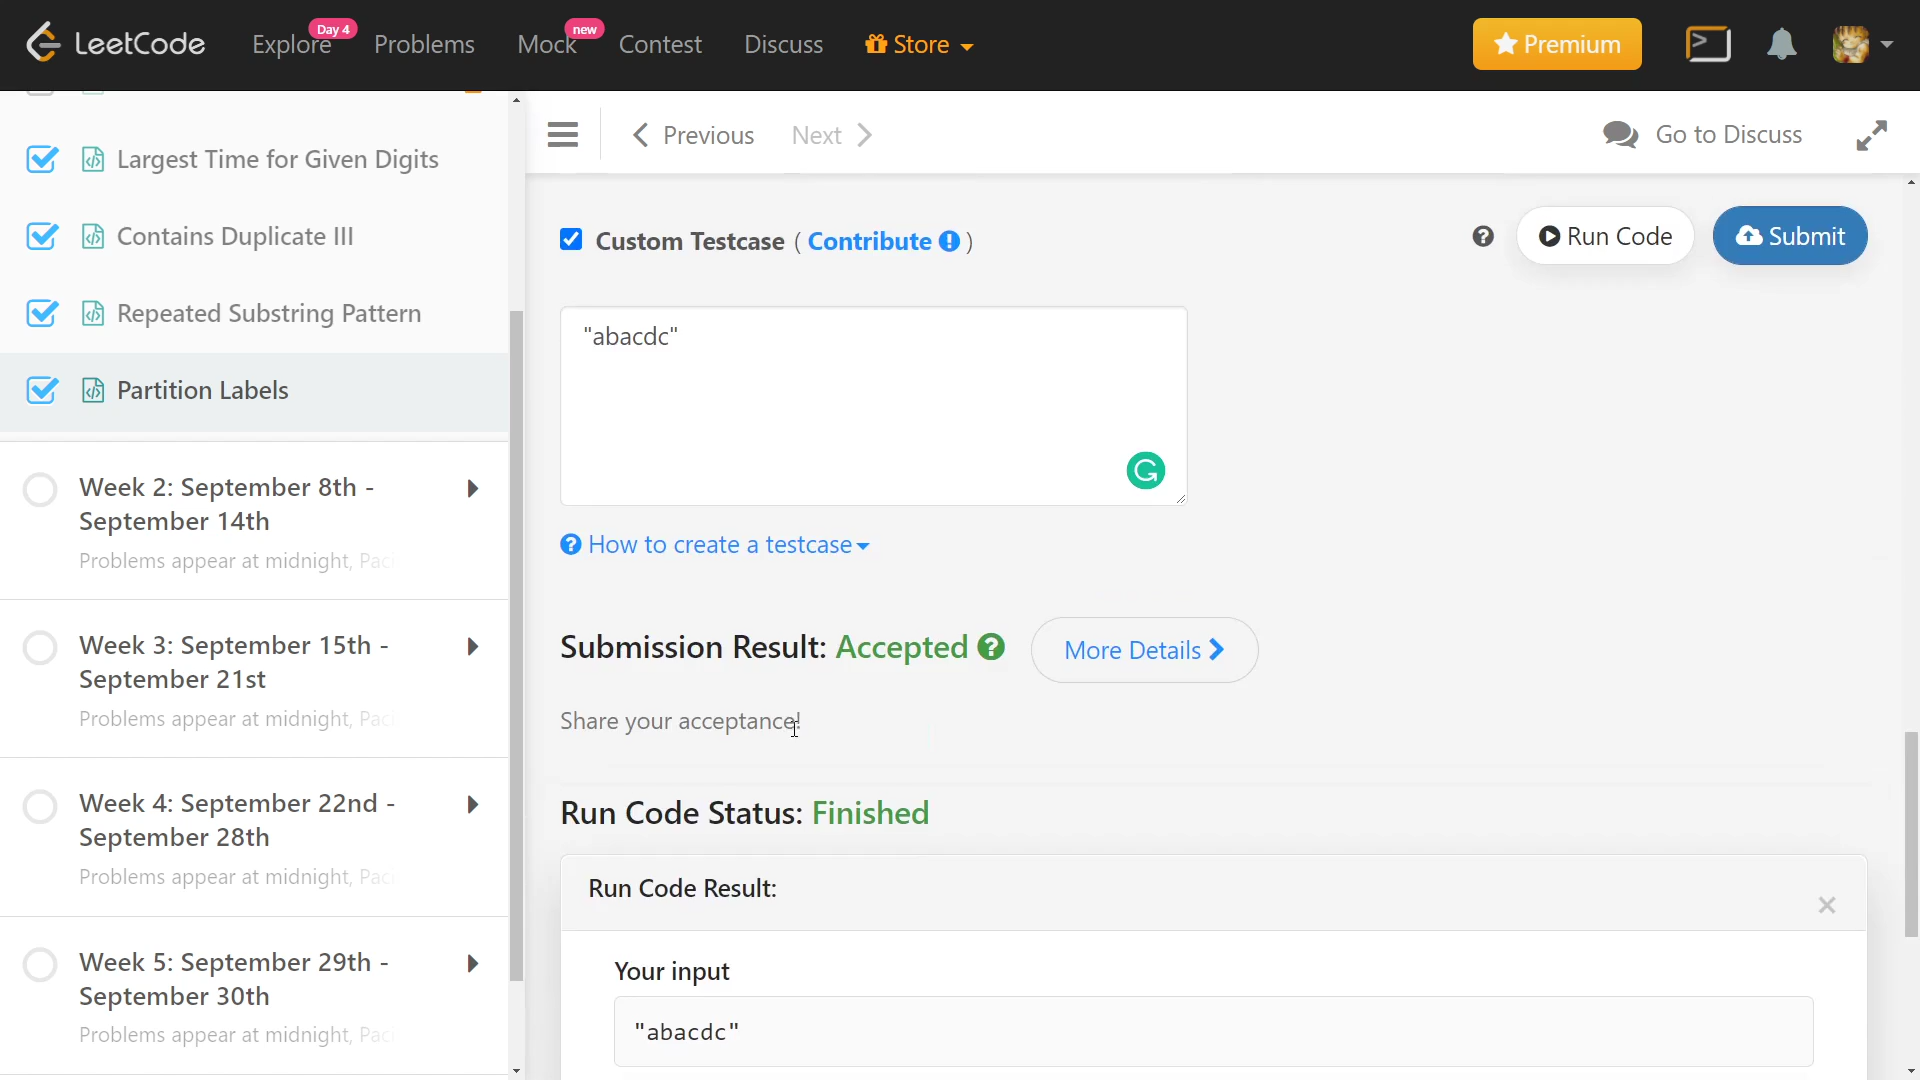 LeetCode
Explore
Day 4
Problems
Mock
new
Contest
Discuss
Store
Premium
Largest Time for Given Digits
Contains Duplicate III
Repeated Substring Pattern
Partition Labels
Week 2: September 8th -
September 14th
Problems appear at midnight, Paci
Week 3: September 15th -
September 21st
Problems appear at midnight, Paci
Week 4: September 22nd -
September 28th
Problems appear at midnight, Paci
Week 5: September 29th -
September 30th
Problems appear at midnight, Paci
Previous
Next
Go to Discuss
Custom Testcase ( Contribute )
Run Code
Submit
"abacdc"
How to create a testcase
Submission Result: Accepted
More Details
Share your acceptance!
Run Code Status: Finished
Run Code Result:
Your input
"abacdc"